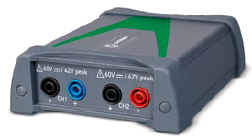 ⚠60V⎓/42V peak ⚠60V⎓/42V peak
+ CH1 + CH2 -